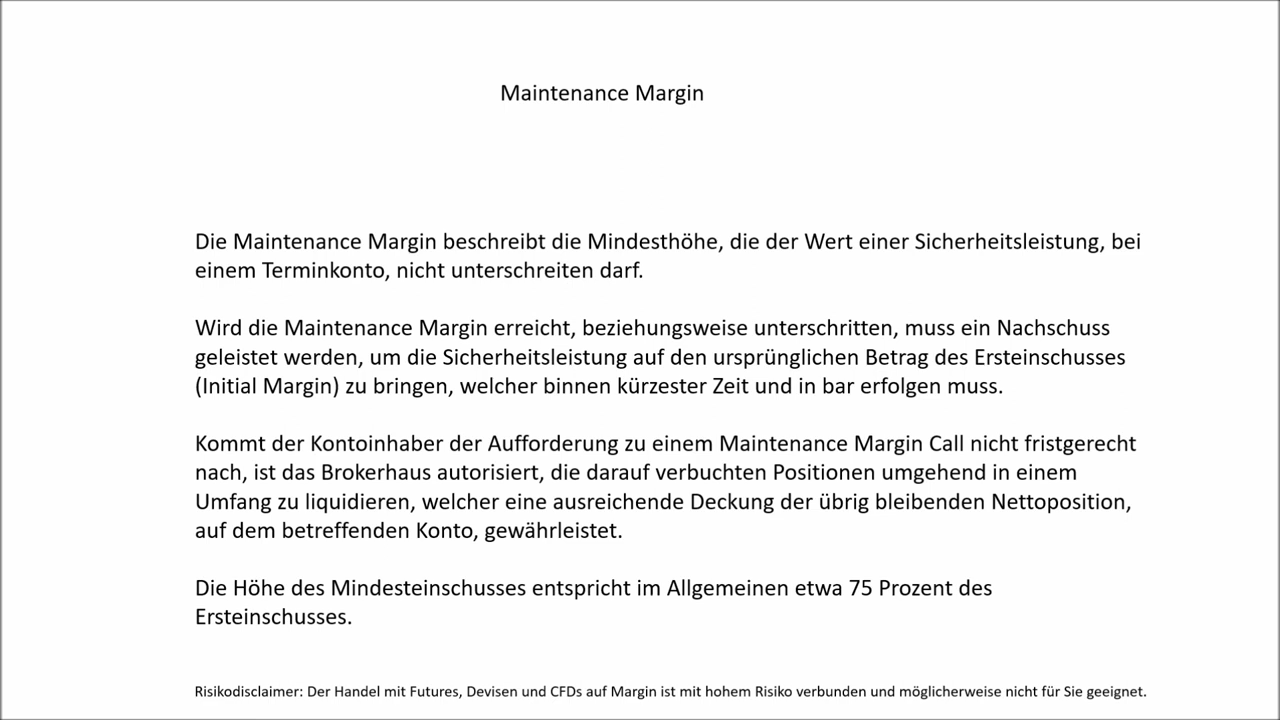 Maintenance Margin
Die Maintenance Margin beschreibt die Mindesthöhe, die der Wert einer Sicherheitsleistung, bei
einem Terminkonto, nicht unterschreiten darf.
Wird die Maintenance Margin erreicht, beziehungsweise unterschritten, muss ein Nachschuss
geleistet werden, um die Sicherheitsleistung auf den ursprünglichen Betrag des Ersteinschusses
(Initial Margin) zu bringen, welcher binnen kürzester Zeit und in bar erfolgen muss.
Kommt der Kontoinhaber der Aufforderung zu einem Maintenance Margin Call nicht fristgerecht
nach, ist das Brokerhaus autorisiert, die darauf verbuchten Positionen umgehend in einem
Umfang zu liquidieren, welcher eine ausreichende Deckung der übrig bleibenden Nettoposition,
auf dem betreffenden Konto, gewährleistet.
Die Höhe des Mindesteinschusses entspricht im Allgemeinen etwa 75 Prozent des
Ersteinschusses.
Risikodisclaimer: Der Handel mit Futures, Devisen und CFDs auf Margin ist mit hohem Risiko verbunden und möglicherweise nicht für Sie geeignet.